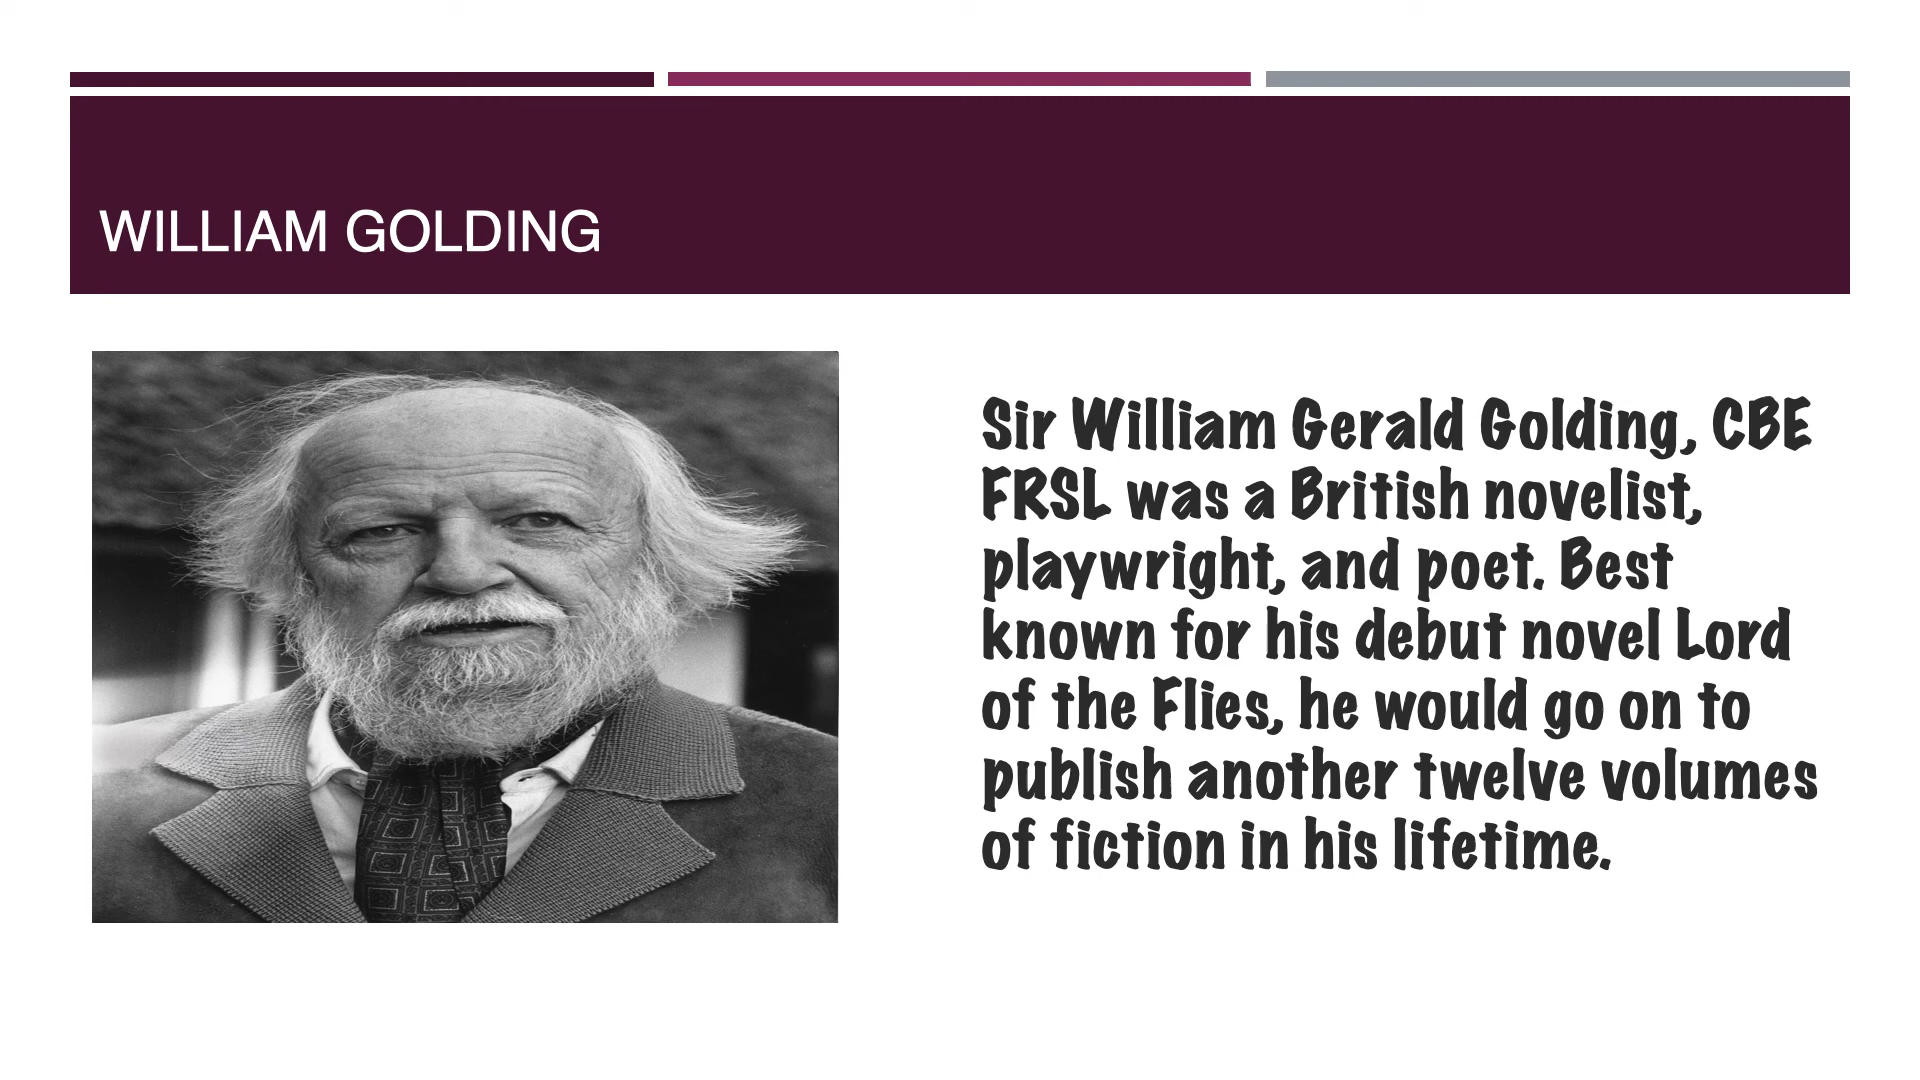 WILLIAM GOLDING
Sir William Gerald Golding, CBE
FRSL was a British novelist,
playwright, and poet. Best
known for his debut novel Lord
of the Flies, he would go on to
publish another twelve volumes
of fiction in his lifetime.